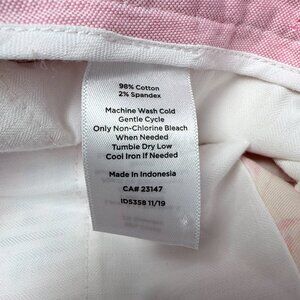 98% Cotton
2% Spandex
Machine Wash Cold
Gentle Cycle
Only Non-Chlorine Bleach
When Needed
Tumble Dry Low
Cool Iron If Needed
Made In Indonesia
CA# 23147
ID5358 11/19